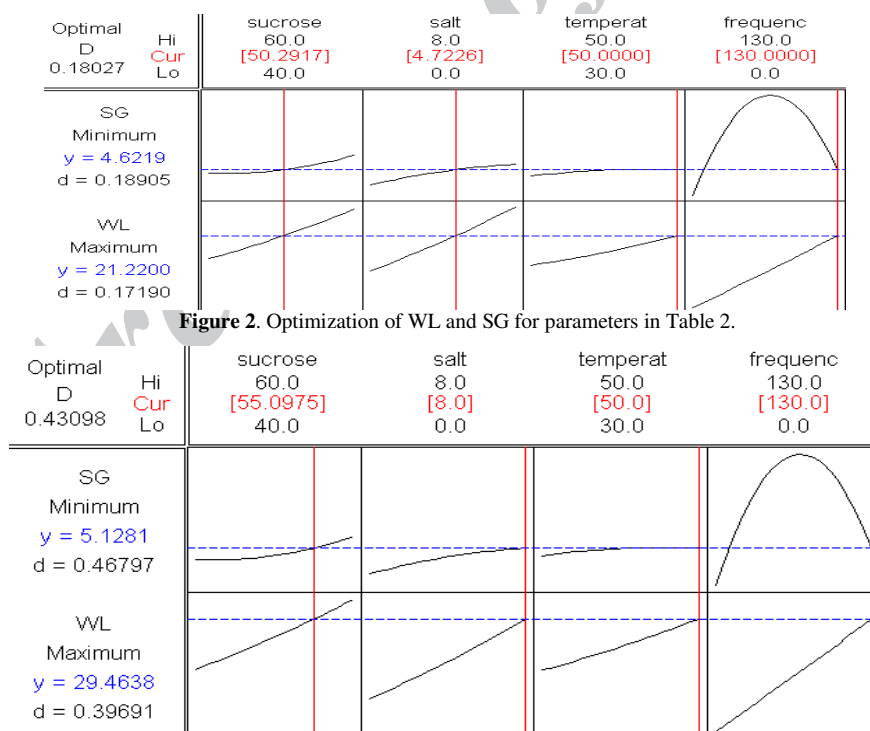 Optimal D 0.18027
Hi Cur Lo
sucrose 60.0 [50.2917] 40.0
salt 8.0 [4.7226] 0.0
temperat 50.0 [50.0000] 30.0
frequenc 130.0 [130.0000] 0.0
SG
Minimum
y = 4.6219
d = 0.18905
WL
Maximum
y = 21.2200
d = 0.17190
Figure 2. Optimization of WL and SG for parameters in Table 2.
Optimal D 0.43098
Hi Cur Lo
sucrose 60.0 [55.0975] 40.0
salt 8.0 [8.0] 0.0
temperat 50.0 [50.0] 30.0
frequenc 130.0 [130.0] 0.0
SG
Minimum
y = 5.1281
d = 0.46797
WL
Maximum
y = 29.4638
d = 0.39691